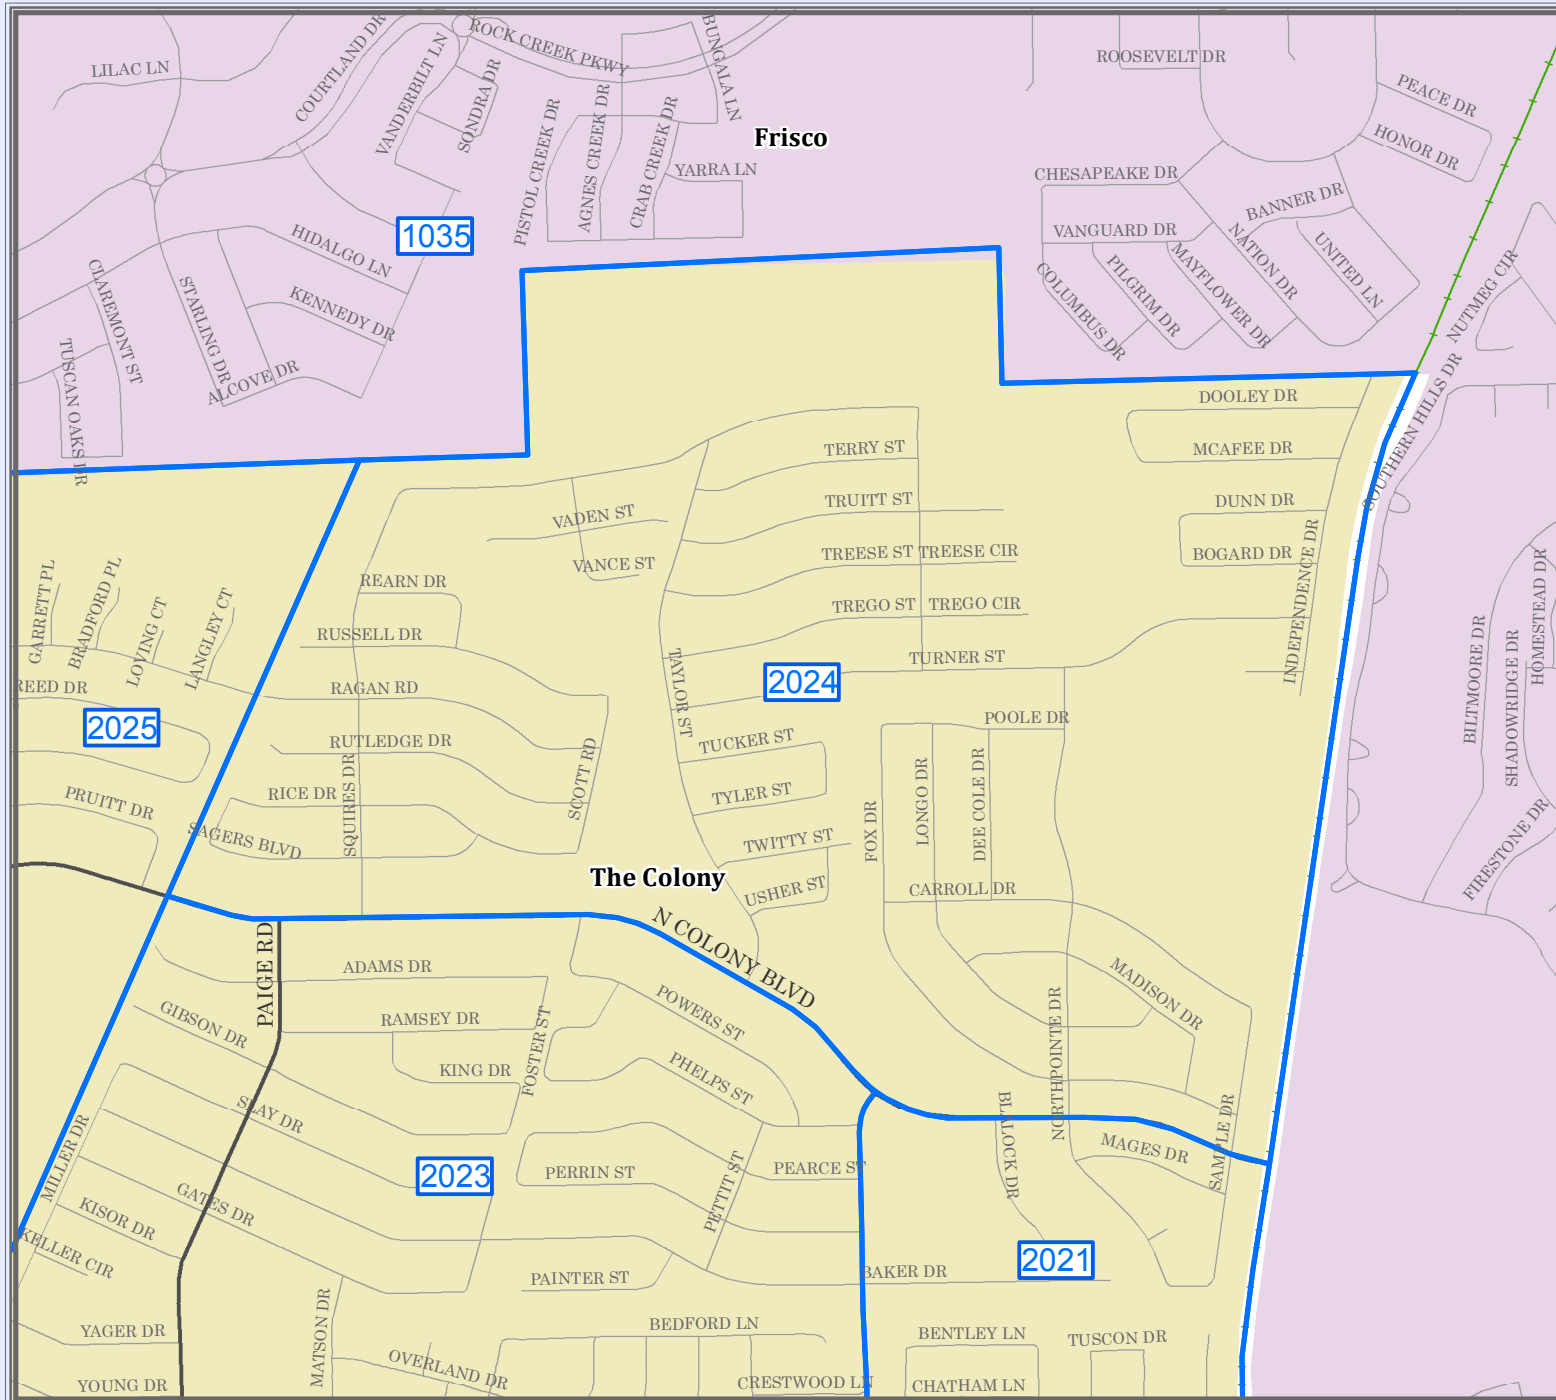 LILAC LN
COURTLAND DR
VANDERBILT LN
ROCK CREEK PKWY
SONDRA DR
BUNGALA LN
PISTOL CREEK DR
AGNES CREEK DR
CRAB CREEK DR
YARRA LN
Frisco
ROOSEVELT DR
PEACE DR
HONOR DR
CHESAPEAKE DR
BANNER DR
VANGUARD DR
NATION DR
UNITED LN
MAYFLOWER DR
PILGRIM DR
COLUMBUS DR
NUTMEG CIR
1035
HIDALGO LN
KENNEDY DR
CLAREMONT ST
STARLING DR
ALCOVE DR
TUSCAN OAKS DR
SOUTHERN HILLS DR
DOOLEY DR
MCAFEE DR
DUNN DR
BOGARD DR
INDEPENDENCE DR
TERRY ST
TRUITT ST
TREESE ST
TREESE CIR
TREGO ST
TREGO CIR
TURNER ST
VADEN ST
VANCE ST
REARN DR
RUSSELL DR
RAGAN RD
RUTLEDGE DR
RICE DR
SAGERS BLVD
SQUIRES DR
SCOTT RD
TAYLOR ST
2024
GARRETT PL
BRADFORD PL
LOVING CT
LANGLEY CT
REED DR
2025
PRUITT DR
TUCKER ST
TYLER ST
TWITTY ST
USHER ST
POOLE DR
FOX DR
LONGO DR
DEE COLE DR
CARROLL DR
The Colony
BILTMORE DR
SHADOWRIDGE DR
HOMESTEAD DR
FIRESTONE DR
N COLONY BLVD
PAIGE RD
ADAMS DR
RAMSEY DR
KING DR
FOSTER ST
GIBSON DR
SLAY DR
GATES DR
MILLER DR
KISOR DR
KELLER CIR
POWERS ST
PHELPS ST
PERRIN ST
PETTIT ST
PEARCE ST
2023
MADISON DR
NORTHPOINTE DR
BLALOCK DR
MAGES DR
SAMPLE DR
2021
BAKER DR
PAINTER ST
MATSON DR
YAGER DR
YOUNG DR
OVERLAND DR
BEDFORD LN
CRESTWOOD LN
BENTLEY LN
CHATHAM LN
TUSCON DR